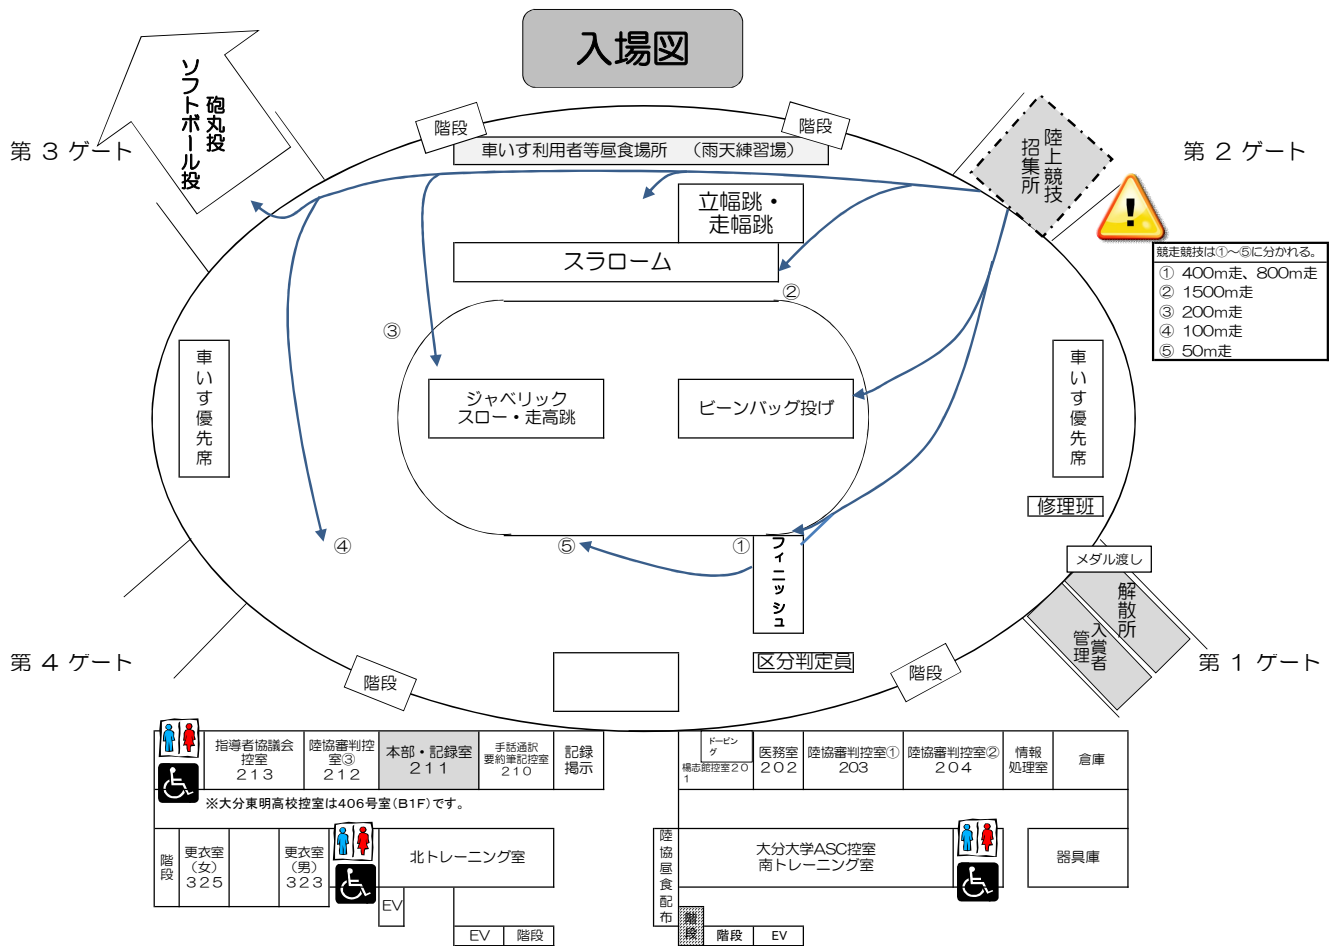 入場図
砲丸投
ソフトボール投
第 3 ゲート
階段
階段
車いす利用者等昼食場所　（雨天練習場）
陸上競技
招集所
第 2 ゲート
立幅跳・
走幅跳
スラローム
競走競技は①～⑤に分かれる。
① 400m走、800m走
② 1500m走
③ 200m走
④ 100m走
⑤ 50m走
②
③
車いす優先席
ジャベリック
スロー・走高跳
ビーンバッグ投げ
車いす優先席
修理班
④
⑤
①
フィニッシュ
メダル渡し
解散所
入賞者
管理
第 4 ゲート
階段
区分判定員
階段
第 1 ゲート
指導者協議会
控室
213
陸協審判控
室③
212
本部・記録室
211
手話通訳
要約筆記控室
210
記録
掲示
ドーピン
グ
楊志館控室20
1
医務室
202
陸協審判控室①
203
陸協審判控室②
204
情報
処理室
倉庫
※大分東明高校控室は406号室(B1F)です。
階段
更衣室
（女）
325
更衣室
（男）
323
北トレーニング室
陸協昼食配布
大分大学ASC控室
南トレーニング室
器具庫
EV
階段
EV
階段
階段
EV